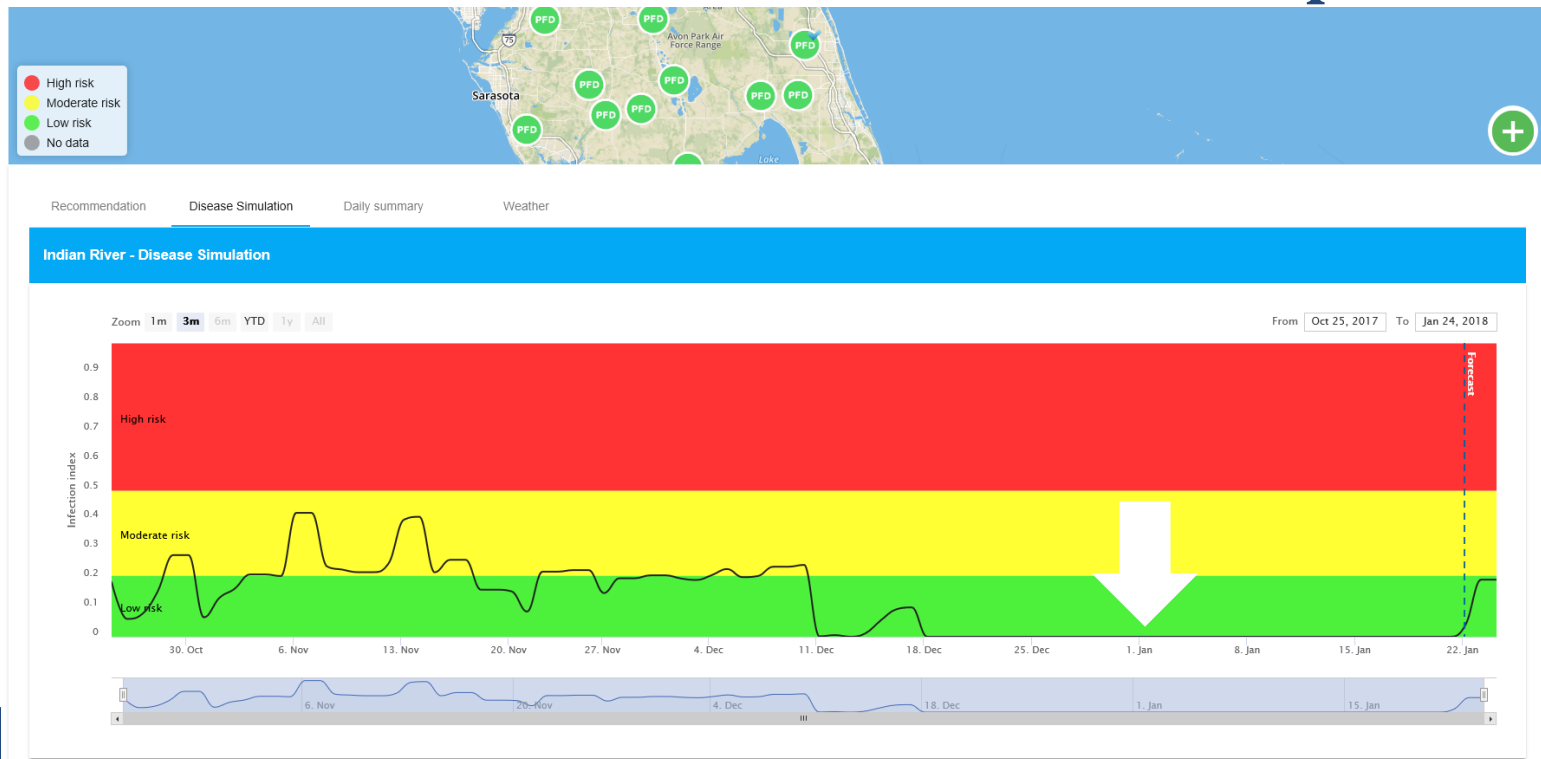 PFD
PFD
Area
75
Avon Park Air
Force Range
PFD
High risk
Moderate risk
Low risk
No data
Sarasota
PFD
PFD
PFD
PFD
PFD
PFD
PFD
Lake
Recommendation Disease Simulation Daily summary Weather
Indian River - Disease Simulation
Zoom 1m 3m 6m YTD 1y All
From Oct 25, 2017 To Jan 24, 2018
Forecast
Infection index
0.9
0.8
High risk
0.7
0.6
0.5
0.4
Moderate risk
0.3
0.2
0.1
Low risk
0
30. Oct 6. Nov 13. Nov 20. Nov 27. Nov 4. Dec 11. Dec 18. Dec 25. Dec 1. Jan 8. Jan 15. Jan 22. Jan
6. Nov 20. Nov 4. Dec 18. Dec 1. Jan 15. Jan